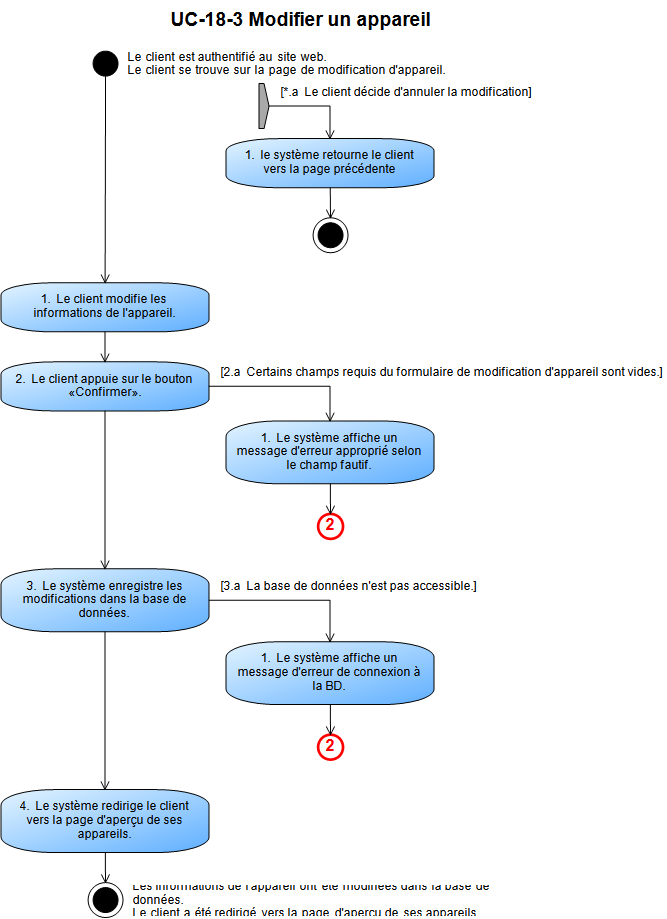 UC-18-3 Modifier un appareil
Le client est authentifié au site web.
Le client se trouve sur la page de modification d'appareil.
[*.a Le client décide d'annuler la modification]
1. le système retourne le client
vers la page précédente
1. Le client modifie les
informations de l'appareil.
2. Le client appuie sur le bouton
«Confirmer».
[2.a Certains champs requis du formulaire de modification d'appareil sont vides.]
1. Le système affiche un
message d'erreur approprié selon
le champ fautif.
2
3. Le système enregistre les
modifications dans la base de
données.
[3.a La base de données n'est pas accessible.]
1. Le système affiche un
message d'erreur de connexion à
la BD.
2
4. Le système redirige le client
vers la page d'aperçu de ses
appareils.
Les informations de l'appareil ont été modifiées dans la base de
données.
Le client a été redirigé vers la page d'aperçu de ses appareils